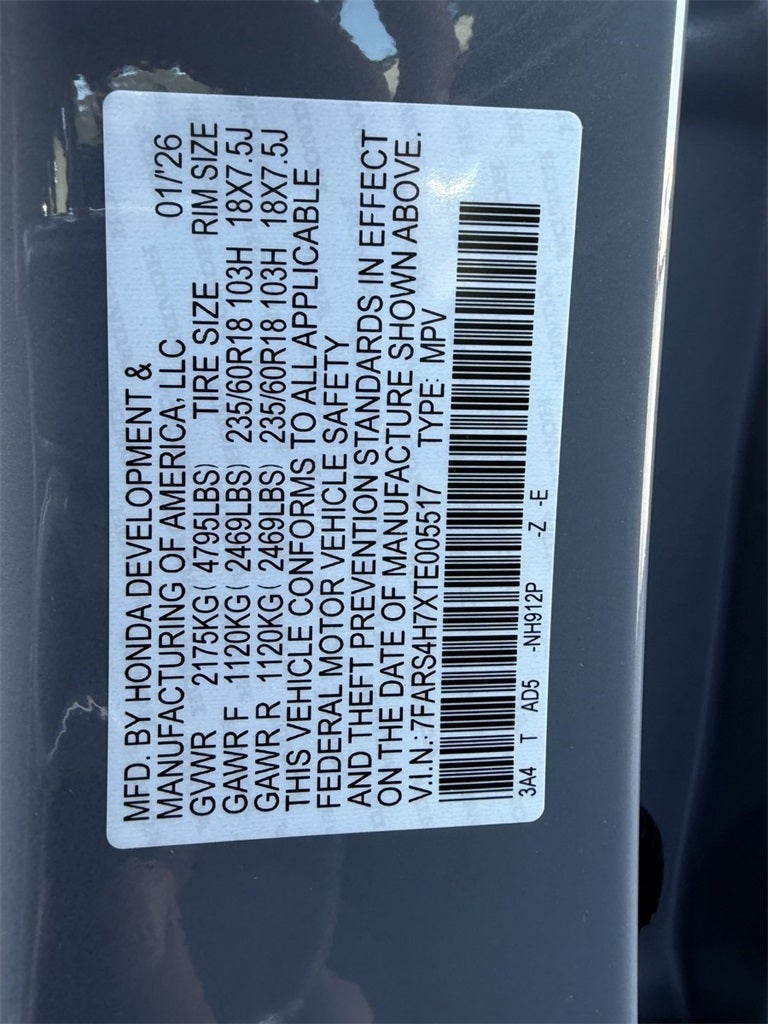 MFD. BY HONDA DEVELOPMENT &
MANUFACTURING OF AMERICA, LLC 01/'26
GVWR 2175KG ( 4795LBS) TIRE SIZE RIM SIZE
GAWR F 1120KG ( 2469LBS) 235/60R18 103H 18X7.5J
GAWR R 1120KG ( 2469LBS) 235/60R18 103H 18X7.5J
THIS VEHICLE CONFORMS TO ALL APPLICABLE
FEDERAL MOTOR VEHICLE SAFETY
AND THEFT PREVENTION STANDARDS IN EFFECT
ON THE DATE OF MANUFACTURE SHOWN ABOVE.
V.I.N.: 7FARS4H7XTE005517 TYPE: MPV
3A4 T AD5 -NH912P -Z -E